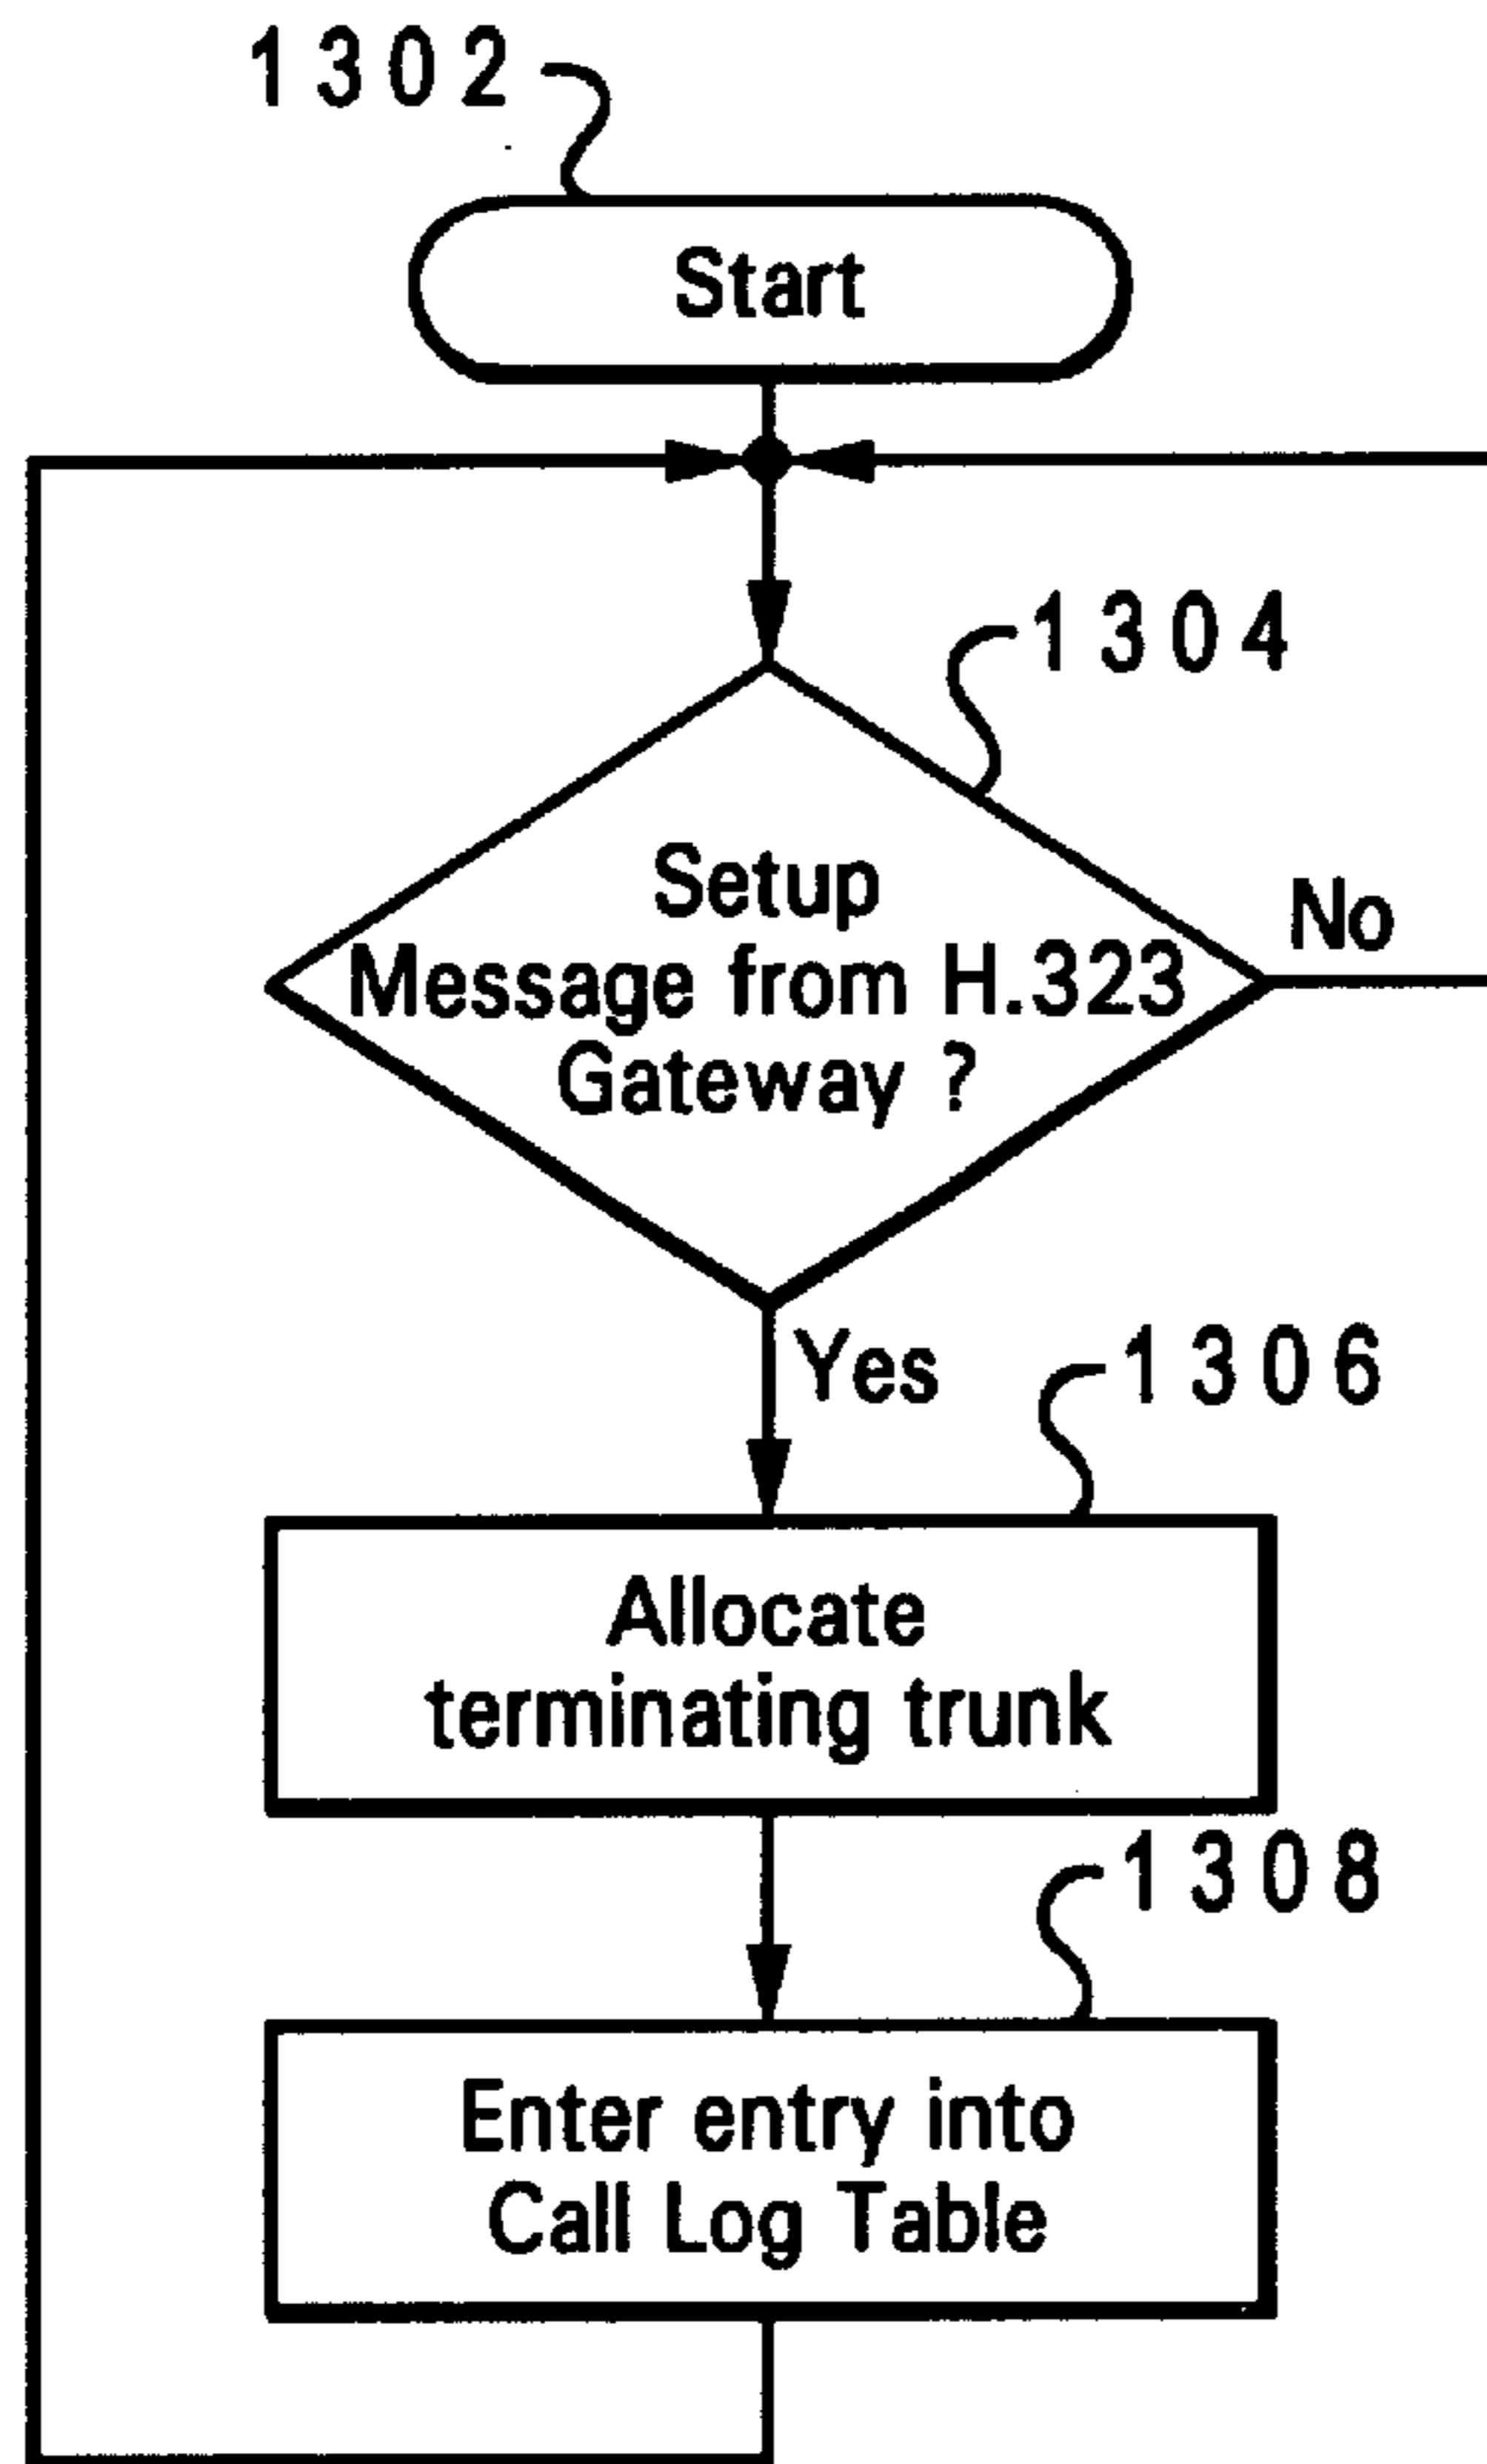 1302
Start
1304
Setup
Message from H.323
Gateway ?
No
Yes
1306
Allocate
terminating trunk
1308
Enter entry into
Call Log Table